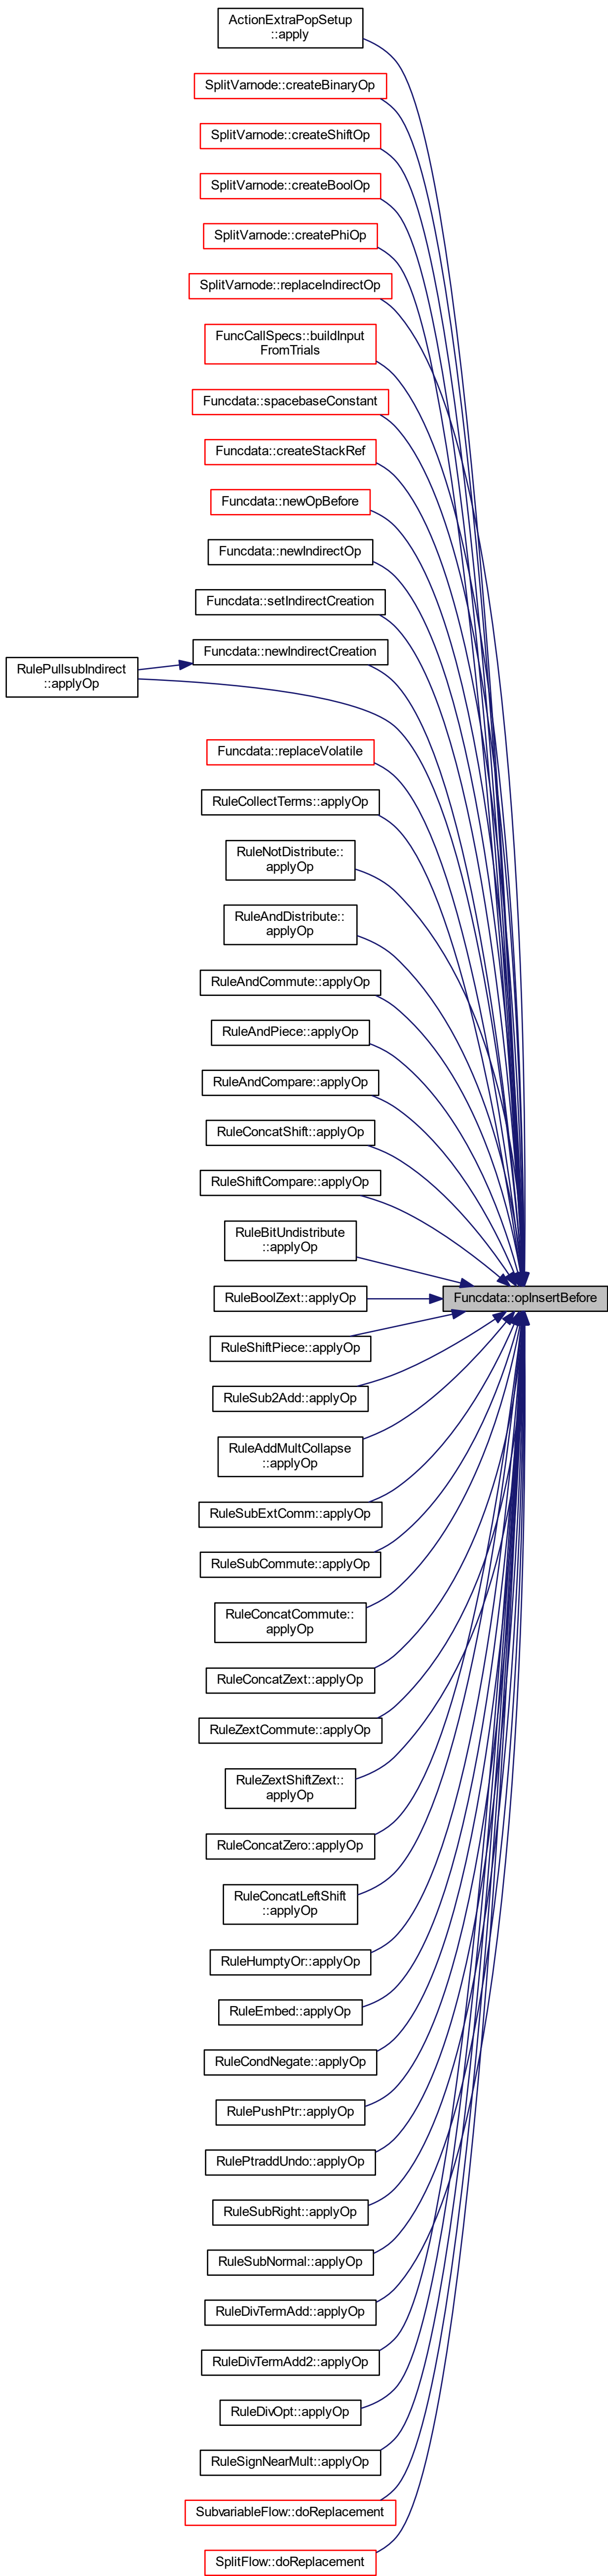 ActionExtraPopSetup
::apply
SplitVarnode::createBinaryOp
SplitVarnode::createShiftOp
SplitVarnode::createBoolOp
SplitVarnode::createPhiOp
SplitVarnode::replaceIndirectOp
FuncCallSpecs::buildInput
FromTrials
Funcdata::spacebaseConstant
Funcdata::createStackRef
Funcdata::newOpBefore
Funcdata::newIndirectOp
Funcdata::setIndirectCreation
Funcdata::newIndirectCreation
RulePullsubIndirect
::applyOp
Funcdata::replaceVolatile
RuleCollectTerms::applyOp
RuleNotDistribute::
applyOp
RuleAndDistribute::
applyOp
RuleAndCommute::applyOp
RuleAndPiece::applyOp
RuleAndCompare::applyOp
RuleConcatShift::applyOp
RuleShiftCompare::applyOp
RuleBitUndistribute
::applyOp
Funcdata::opInsertBefore
RuleBoolZext::applyOp
RuleShiftPiece::applyOp
RuleSub2Add::applyOp
RuleAddMultCollapse
::applyOp
RuleSubExtComm::applyOp
RuleSubCommute::applyOp
RuleConcatCommute::
applyOp
RuleConcatZext::applyOp
RuleZextCommute::applyOp
RuleZextShiftZext::
applyOp
RuleConcatZero::applyOp
RuleConcatLeftShift
::applyOp
RuleHumptyOr::applyOp
RuleEmbed::applyOp
RuleCondNegate::applyOp
RulePushPtr::applyOp
RulePtraddUndo::applyOp
RuleSubRight::applyOp
RuleSubNormal::applyOp
RuleDivTermAdd::applyOp
RuleDivTermAdd2::applyOp
RuleDivOpt::applyOp
RuleSignNearMult::applyOp
SubvariableFlow::doReplacement
SplitFlow::doReplacement